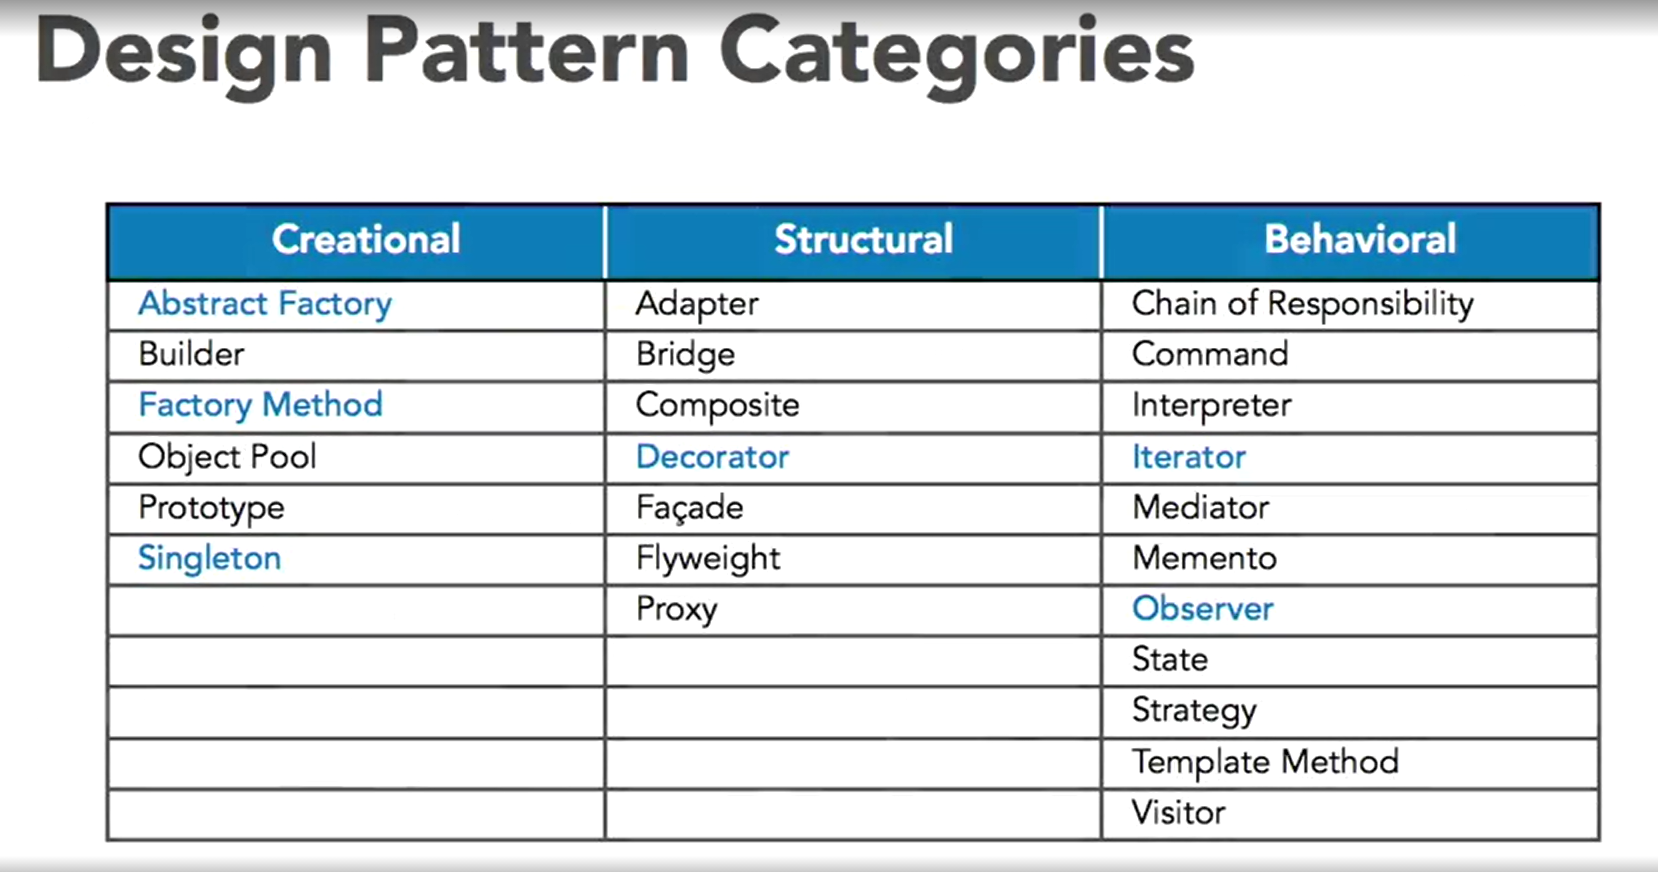 Design Pattern Categories
Creational Structural Behavioral
Abstract Factory Adapter Chain of Responsibility
Builder Bridge Command
Factory Method Composite Interpreter
Object Pool Decorator Iterator
Prototype Façade Mediator
Singleton Flyweight Memento
Proxy Observer
State
Strategy
Template Method
Visitor